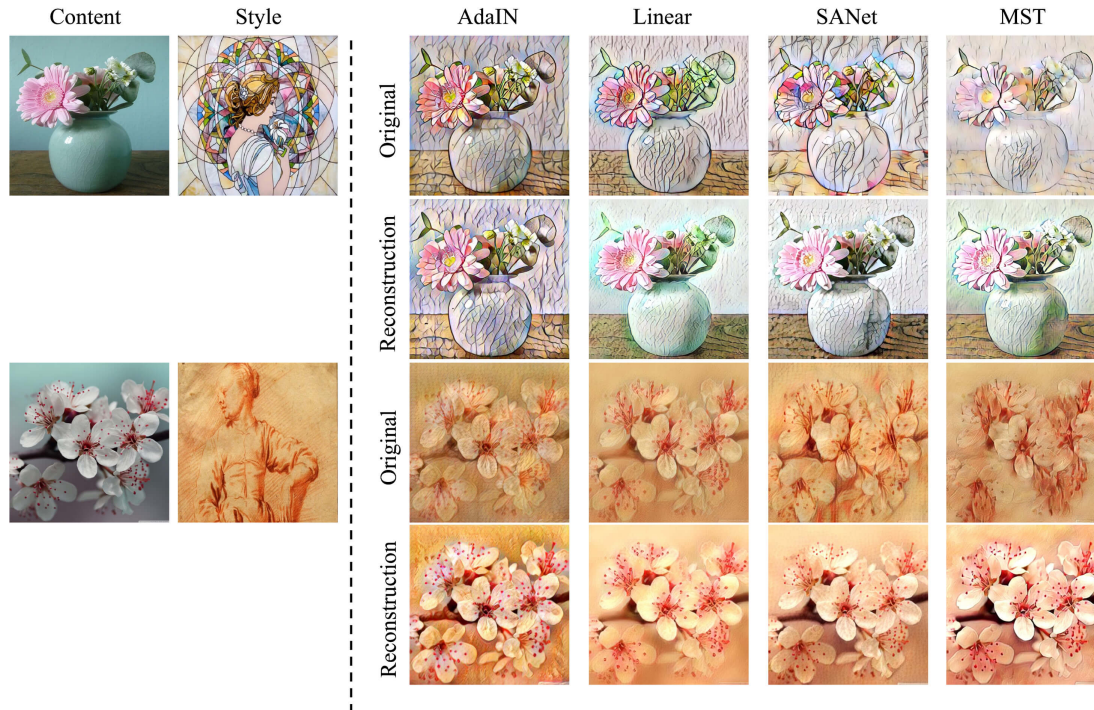 Content Style AdaIN Linear SANet MST
Original
Reconstruction
Original
Reconstruction